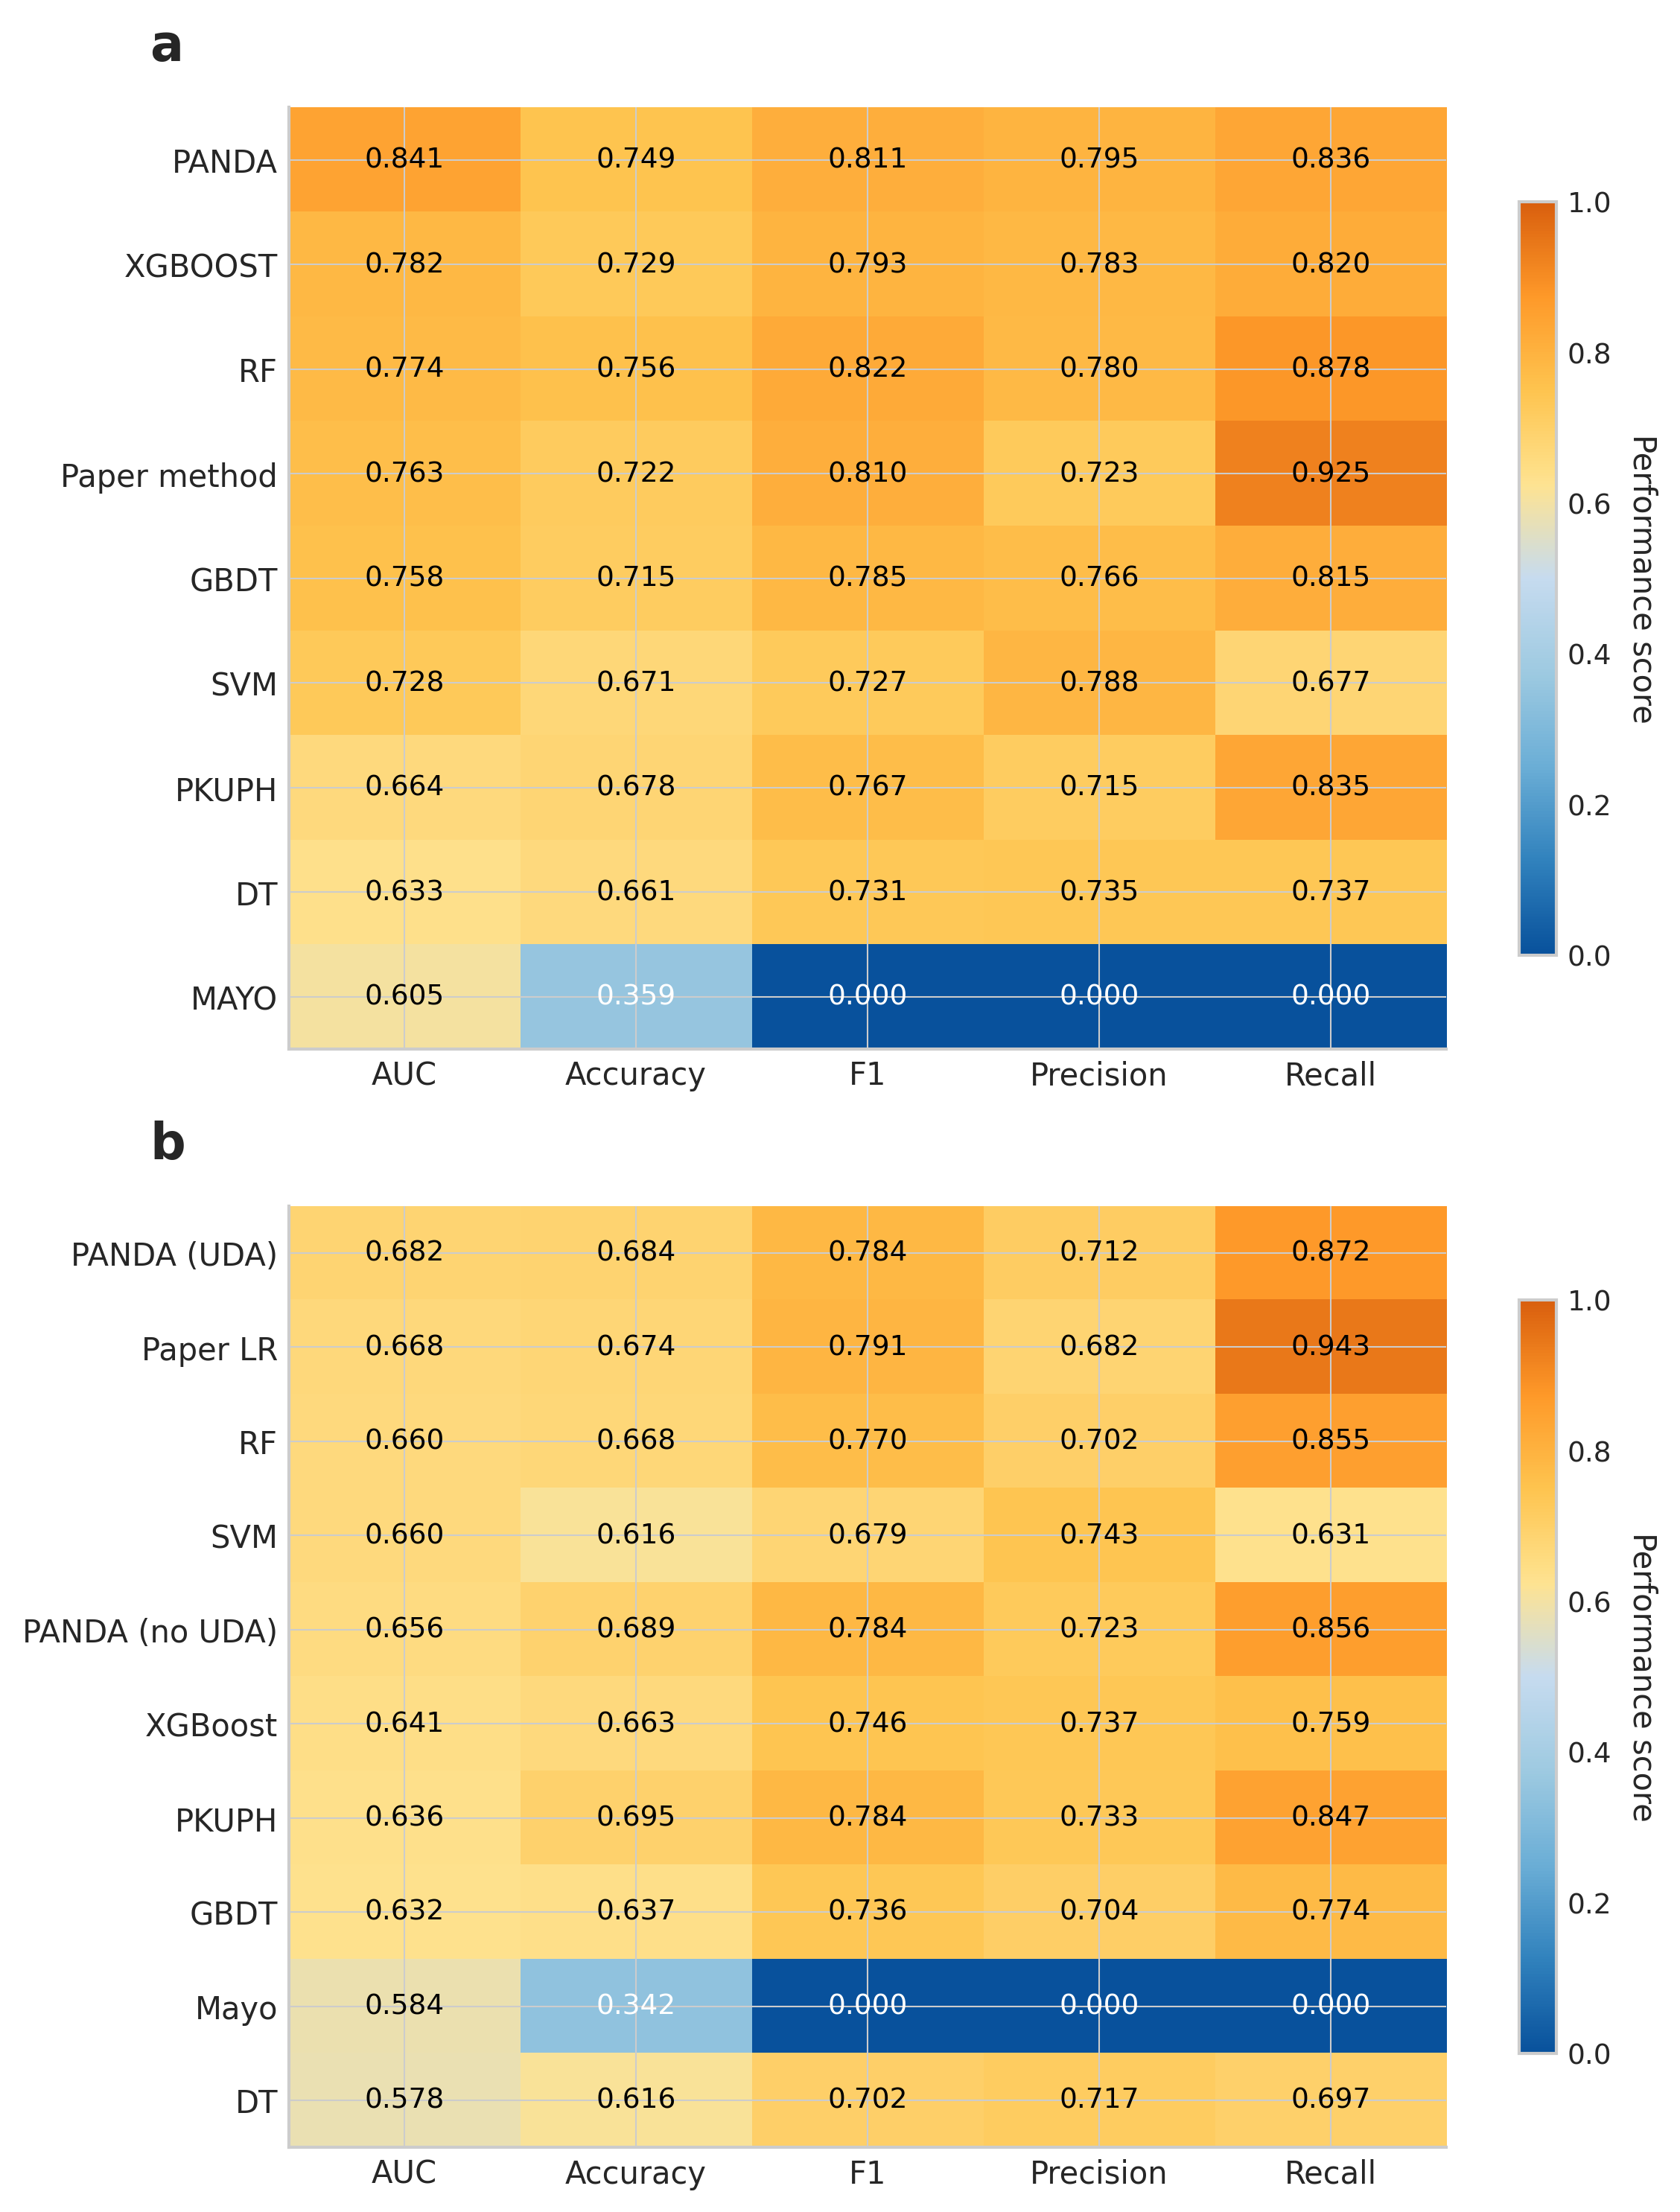 a
PANDA 0.841 0.749 0.811 0.795 0.836
XGBOOST 0.782 0.729 0.793 0.783 0.820
RF 0.774 0.756 0.822 0.780 0.878
Paper method 0.763 0.722 0.810 0.723 0.925
GBDT 0.758 0.715 0.785 0.766 0.815
SVM 0.728 0.671 0.727 0.788 0.677
PKUPH 0.664 0.678 0.767 0.715 0.835
DT 0.633 0.661 0.731 0.735 0.737
MAYO 0.605 0.359 0.000 0.000 0.000
AUC Accuracy F1 Precision Recall
1.0
0.8
0.6
0.4
0.2
0.0
Performance score
b
PANDA (UDA) 0.682 0.684 0.784 0.712 0.872
Paper LR 0.668 0.674 0.791 0.682 0.943
RF 0.660 0.668 0.770 0.702 0.855
SVM 0.660 0.616 0.679 0.743 0.631
PANDA (no UDA) 0.656 0.689 0.784 0.723 0.856
XGBoost 0.641 0.663 0.746 0.737 0.759
PKUPH 0.636 0.695 0.784 0.733 0.847
GBDT 0.632 0.637 0.736 0.704 0.774
Mayo 0.584 0.342 0.000 0.000 0.000
DT 0.578 0.616 0.702 0.717 0.697
AUC Accuracy F1 Precision Recall
1.0
0.8
0.6
0.4
0.2
0.0
Performance score